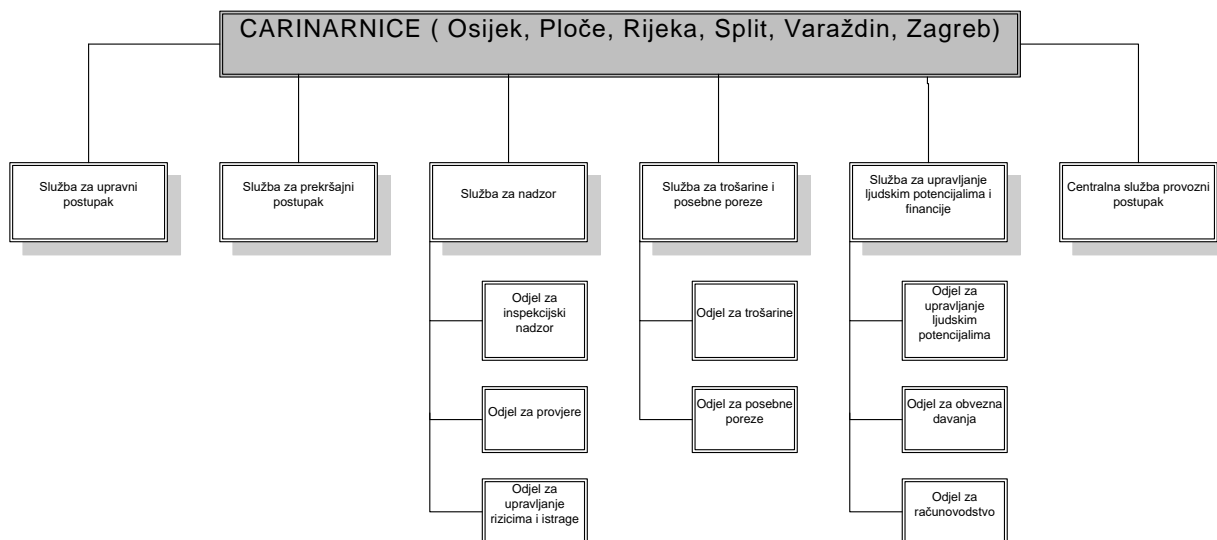 CARINARNICE ( Osijek, Ploče, Rijeka, Split, Varaždin, Zagreb)
Služba za upravni
postupak
Služba za prekršajni
postupak
Služba za nadzor
Služba za trošarine i
posebne poreze
Služba za upravljanje
ljudskim potencijalima i
financije
Centralna služba provozni
postupak
Odjel za
inspekcijski
nadzor
Odjel za provjere
Odjel za
upravljanje
rizicima i istrage
Odjel za trošarine
Odjel za posebne
poreze
Odjel za
upravljanje
ljudskim
potencijalima
Odjel za obvezna
davanja
Odjel za
računovodstvo